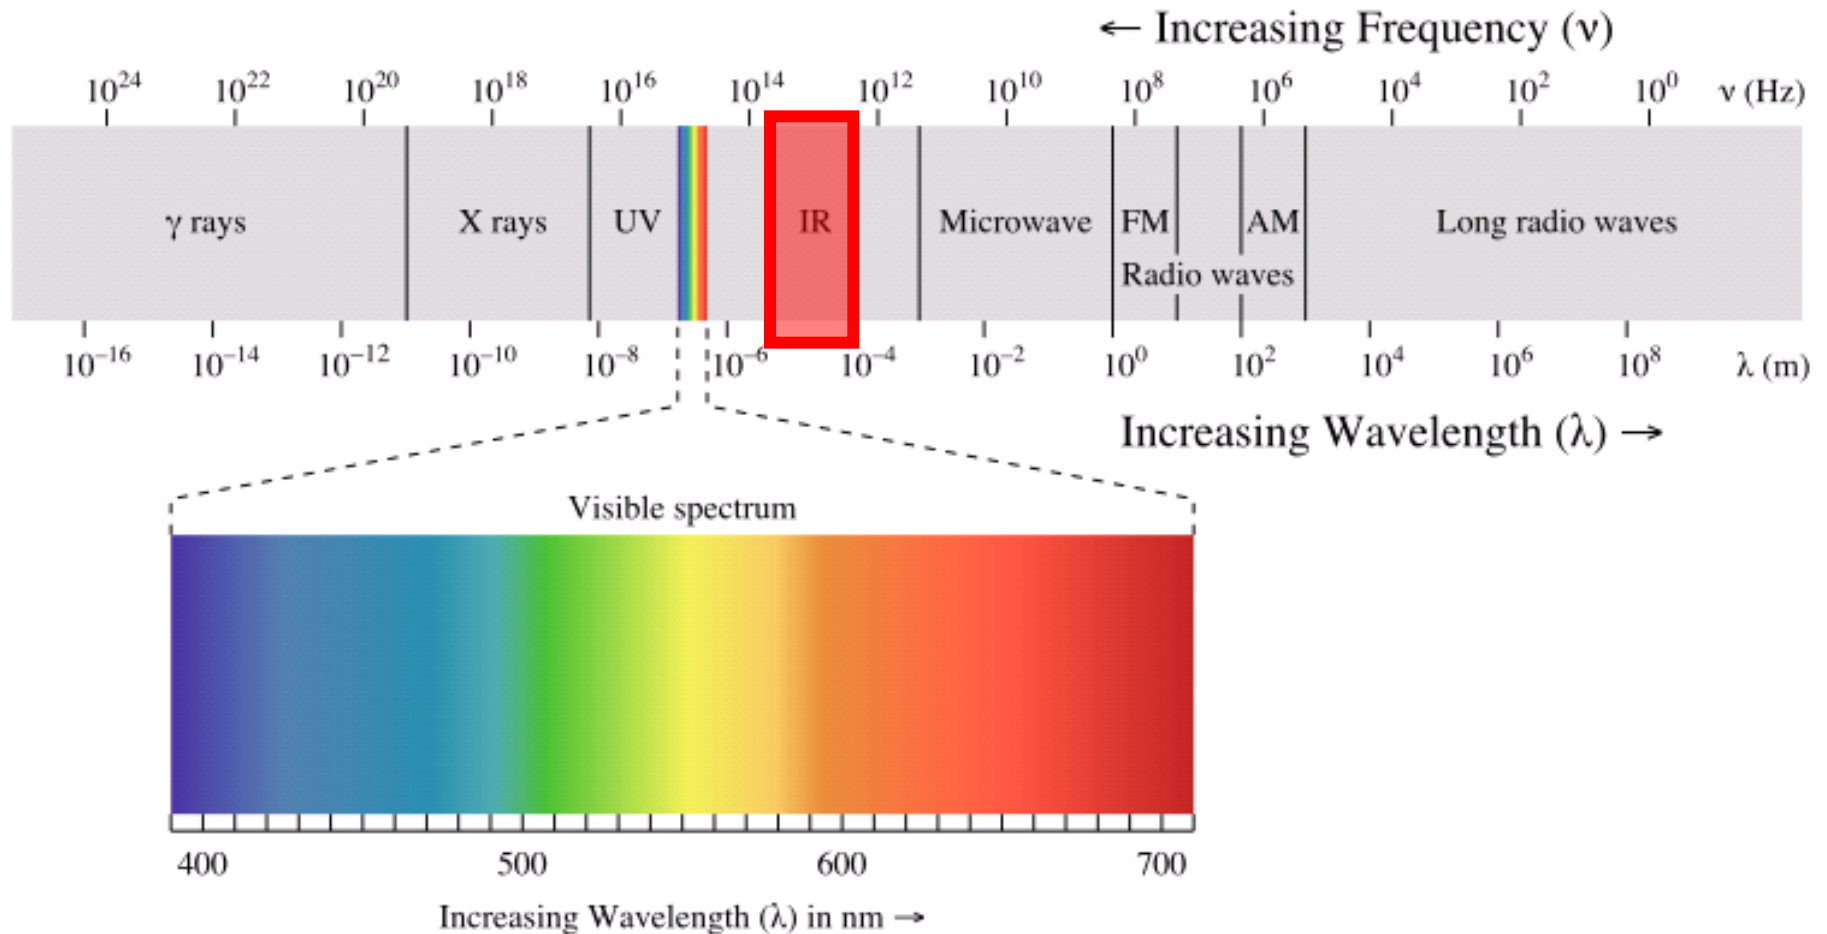 ← Increasing Frequency (ν)
10²⁴ 10²² 10²⁰ 10¹⁸ 10¹⁶ 10¹⁴ 10¹² 10¹⁰ 10⁸ 10⁶ 10⁴ 10² 10⁰ ν (Hz)
γ rays X rays UV IR Microwave FM AM Long radio waves
Radio waves
10⁻¹⁶ 10⁻¹⁴ 10⁻¹² 10⁻¹⁰ 10⁻⁸ 10⁻⁶ 10⁻⁴ 10⁻² 10⁰ 10² 10⁴ 10⁶ 10⁸ λ (m)
Increasing Wavelength (λ) →
Visible spectrum
400 500 600 700
Increasing Wavelength (λ) in nm →